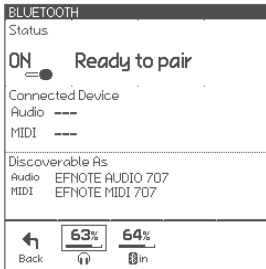 BLUETOOTH
Status
ON Ready to pair
Connected Device
Audio ---
MIDI ---
Discoverable As
Audio EFNOTE AUDIO 707
MIDI EFNOTE MIDI 707
63% 64%
Back in